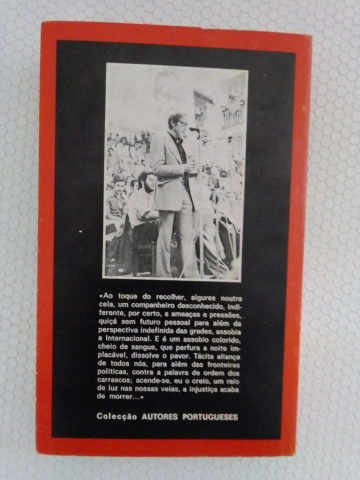 «Ao toque do recolher, algures noutra
cela, um companheiro desconhecido, indi-
ferente, por certo, a ameaças e pressões,
quiçá sem futuro pessoal para além da
perspectiva indefinida das grades, assobia
a Internacional. E é um assobio colorido,
cheio de sangue, que perfura a noite im-
placável, dissolve o pavor. Tácita aliança
de todos nós, para além das fronteiras
políticas, contra a palavra de ordem dos
carrascos; acende-se, eu o creio, um raio
de luz nas nossas veias, a injustiça acaba
de morrer...»
Colecção AUTORES PORTUGUESES